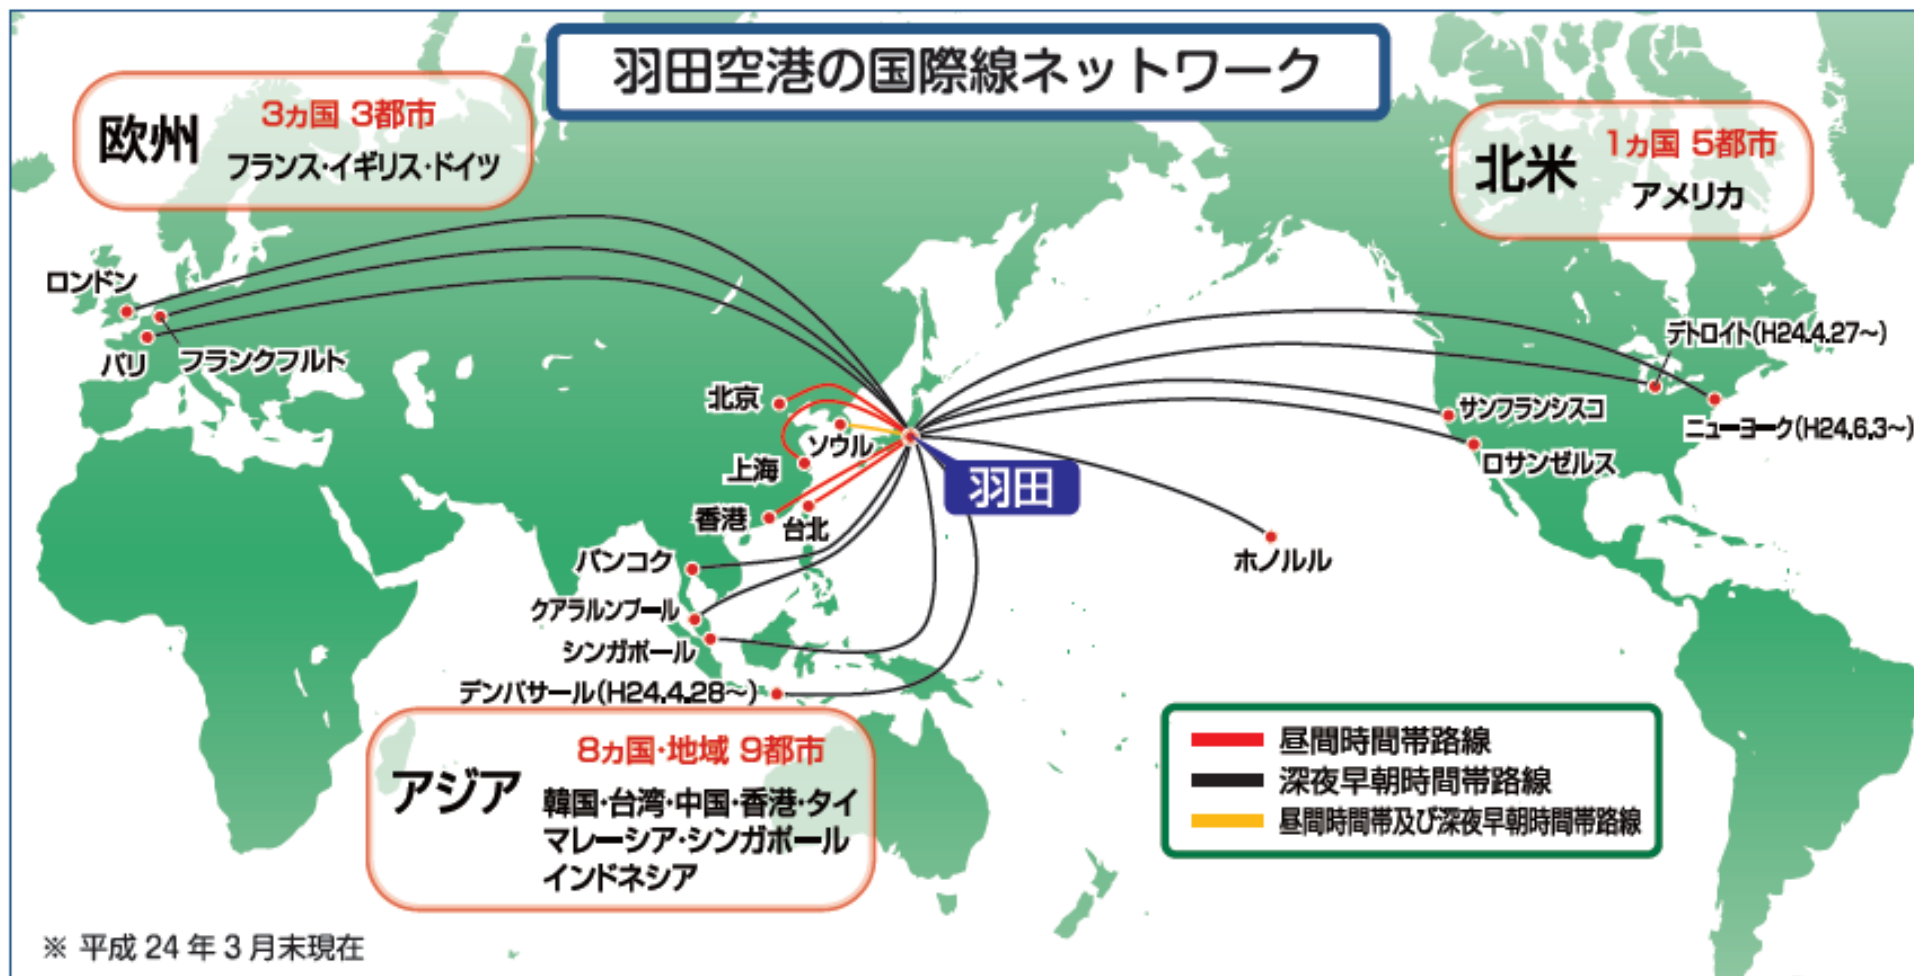 羽田空港の国際線ネットワーク
欧州
3ヵ国 3都市
フランス・イギリス・ドイツ
北米
1ヵ国 5都市
アメリカ
ロンドン
パリ
フランクフルト
北京
ソウル
上海
香港
台北
バンコク
クアラルンプール
シンガポール
デンパサール(H24.4.28～)
羽田
デトロイト(H24.4.27～)
サンフランシスコ
ニューヨーク(H24.6.3～)
ロサンゼルス
ホノルル
アジア
8ヵ国・地域 9都市
韓国・台湾・中国・香港・タイ
マレーシア・シンガポール
インドネシア
昼間時間帯路線
深夜早朝時間帯路線
昼間時間帯及び深夜早朝時間帯路線
※ 平成 24 年 3 月末現在